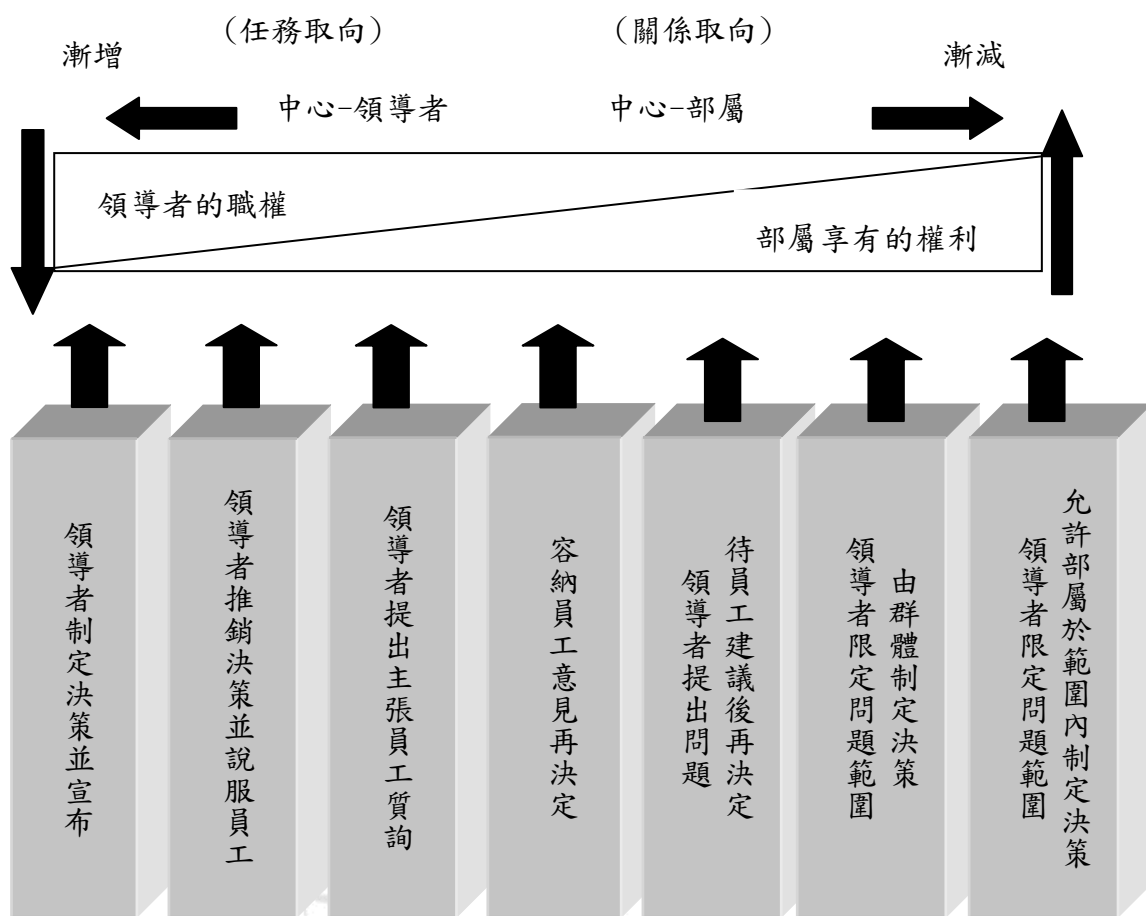 （任務取向）
（關係取向）
漸增
漸減
中心-領導者
中心-部屬
領導者的職權
部屬享有的權利
領導者制定決策並宣布
領導者推銷決策並說服員工
領導者提出主張員工質詢
容納員工意見再決定
領導者提出問題
待員工建議後再決定
領導者限定問題範圍
由群體制定決策
領導者限定問題範圍
允許部屬於範圍內制定決策